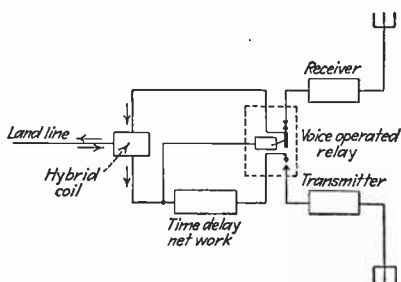 Receiver
Land line
Voice operated
relay
Hybrid
coil
Transmitter
Time delay
net work